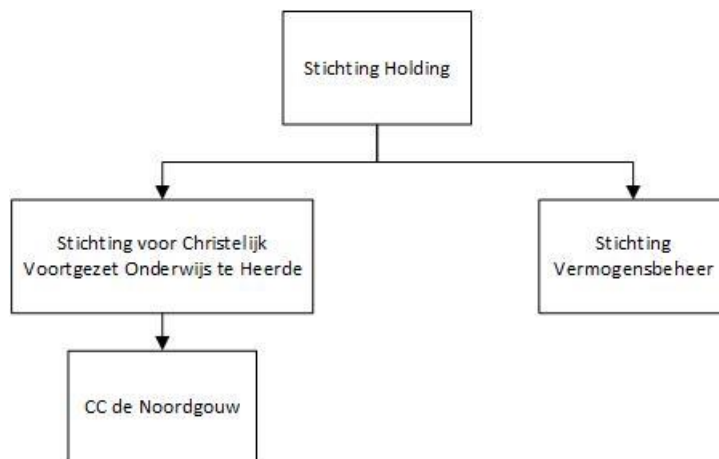 Stichting Holding
Stichting voor Christelijk
Voortgezet Onderwijs te Heerde
Stichting
Vermogensbeheer
CC de Noordgouw